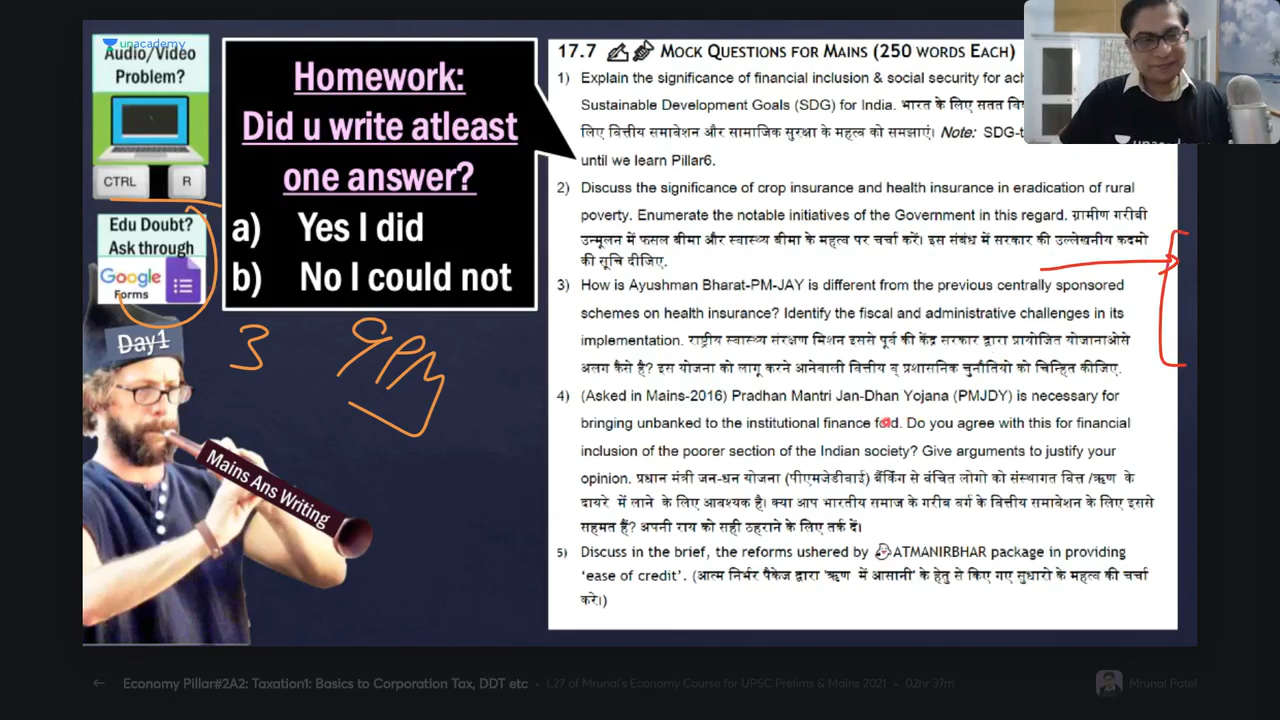 unacademy
Audio/Video
Problem?
CTRL R
Edu Doubt?
Ask through
Google
Forms
Day1
Mains Ans Writing
Homework:
Did u write atleast
one answer?
a) Yes I did
b) No I could not
3 9PM
17.7 MOCK QUESTIONS FOR MAINS (250 WORDS EACH)
1) Explain the significance of financial inclusion & social security for
Sustainable Development Goals (SDG) for India. भारत के लिए सतत
लिए वित्तीय समावेशन और सामाजिक सुरक्षा के महत्व को समझाएं। Note:
until we learn Pillar6.
2) Discuss the significance of crop insurance and health insurance in eradication of rural
poverty. Enumerate the notable initiatives of the Government in this regard. ग्रामीण गरीबी
उन्मूलन में फसल बीमा और स्वास्थ्य बीमा के महत्व पर चर्चा करें। इस संबंध में सरकार की उल्लेखनीय कदमो
की सूचि दीजिए.
3) How is Ayushman Bharat-PM-JAY is different from the previous centrally sponsored
schemes on health insurance? Identify the fiscal and administrative challenges in its
implementation. राष्ट्रीय स्वास्थ्य संरक्षण मिशन इससे पूर्व की केंद्र सरकार द्वारा प्रायोजित योजानाओसे
अलग कैसे है? इस योजना को लागू करने आनेवाली वित्तीय व् प्रशासनिक चुनौतियो को चिन्हित कीजिए.
4) (Asked in Mains-2016) Pradhan Mantri Jan-Dhan Yojana (PMJDY) is necessary for
bringing unbanked to the institutional finance fold. Do you agree with this for financial
inclusion of the poorer section of the Indian society? Give arguments to justify your
opinion. प्रधान मंत्री जन-धन योजना (पीएमजेडीवाई) बैंकिंग से वंचित लोगो को संस्थागत वित्त /ऋण के
दायरे में लाने के लिए आवश्यक है। क्या आप भारतीय समाज के गरीब वर्ग के वित्तीय समावेशन के लिए इससे
सहमत हैं? अपनी राय को सही ठहराने के लिए तर्क दें।
5) Discuss in the brief, the reforms ushered by ATMANIRBHAR package in providing
‘ease of credit’. (आत्म निर्भर पैकेज द्वारा 'ऋण में आसानी' के हेतु से किए गए सुधारो के महत्व की चर्चा
करे।)
← Economy Pillar#2A2: Taxation1: Basics to Corporation Tax, DDT etc • L27 of Mrunal's Economy Course for UPSC Prelims & Mains 2021 • 02hr 37m
Mrunal Patel